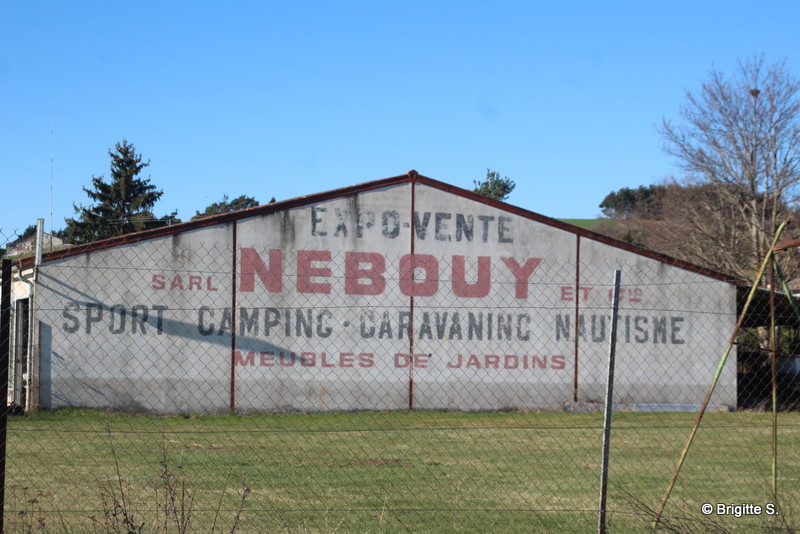 EXPO-VENTE
SARL NEBOUY ET Cie
SPORT CAMPING - CARAVANING NAUTISME
MEUBLES DE JARDINS
© Brigitte S.